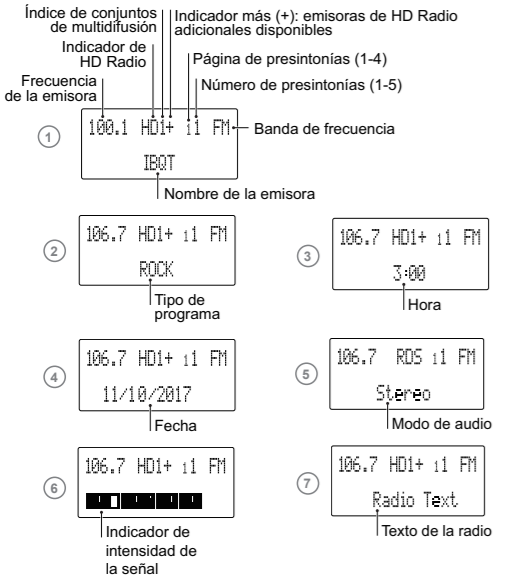 Índice de conjuntos
de multidifusión
Indicador más (+): emisoras de HD Radio
adicionales disponibles
Indicador de
HD Radio
Página de presintonías (1-4)
Frecuencia
de la emisora
Número de presintonías (1-5)
1
100.1 HD1+ 11 FM
Banda de frecuencia
IBQT
Nombre de la emisora
2
106.7 HD1+ 11 FM
ROCK
Tipo de
programa
3
106.7 HD1+ 11 FM
3:00
Hora
4
106.7 HD1+ 11 FM
11/10/2017
Fecha
5
106.7 RDS 11 FM
Stereo
Modo de audio
6
106.7 HD1+ 11 FM
Indicador de
intensidad de
la señal
7
106.7 HD1+ 11 FM
Radio Text
Texto de la radio